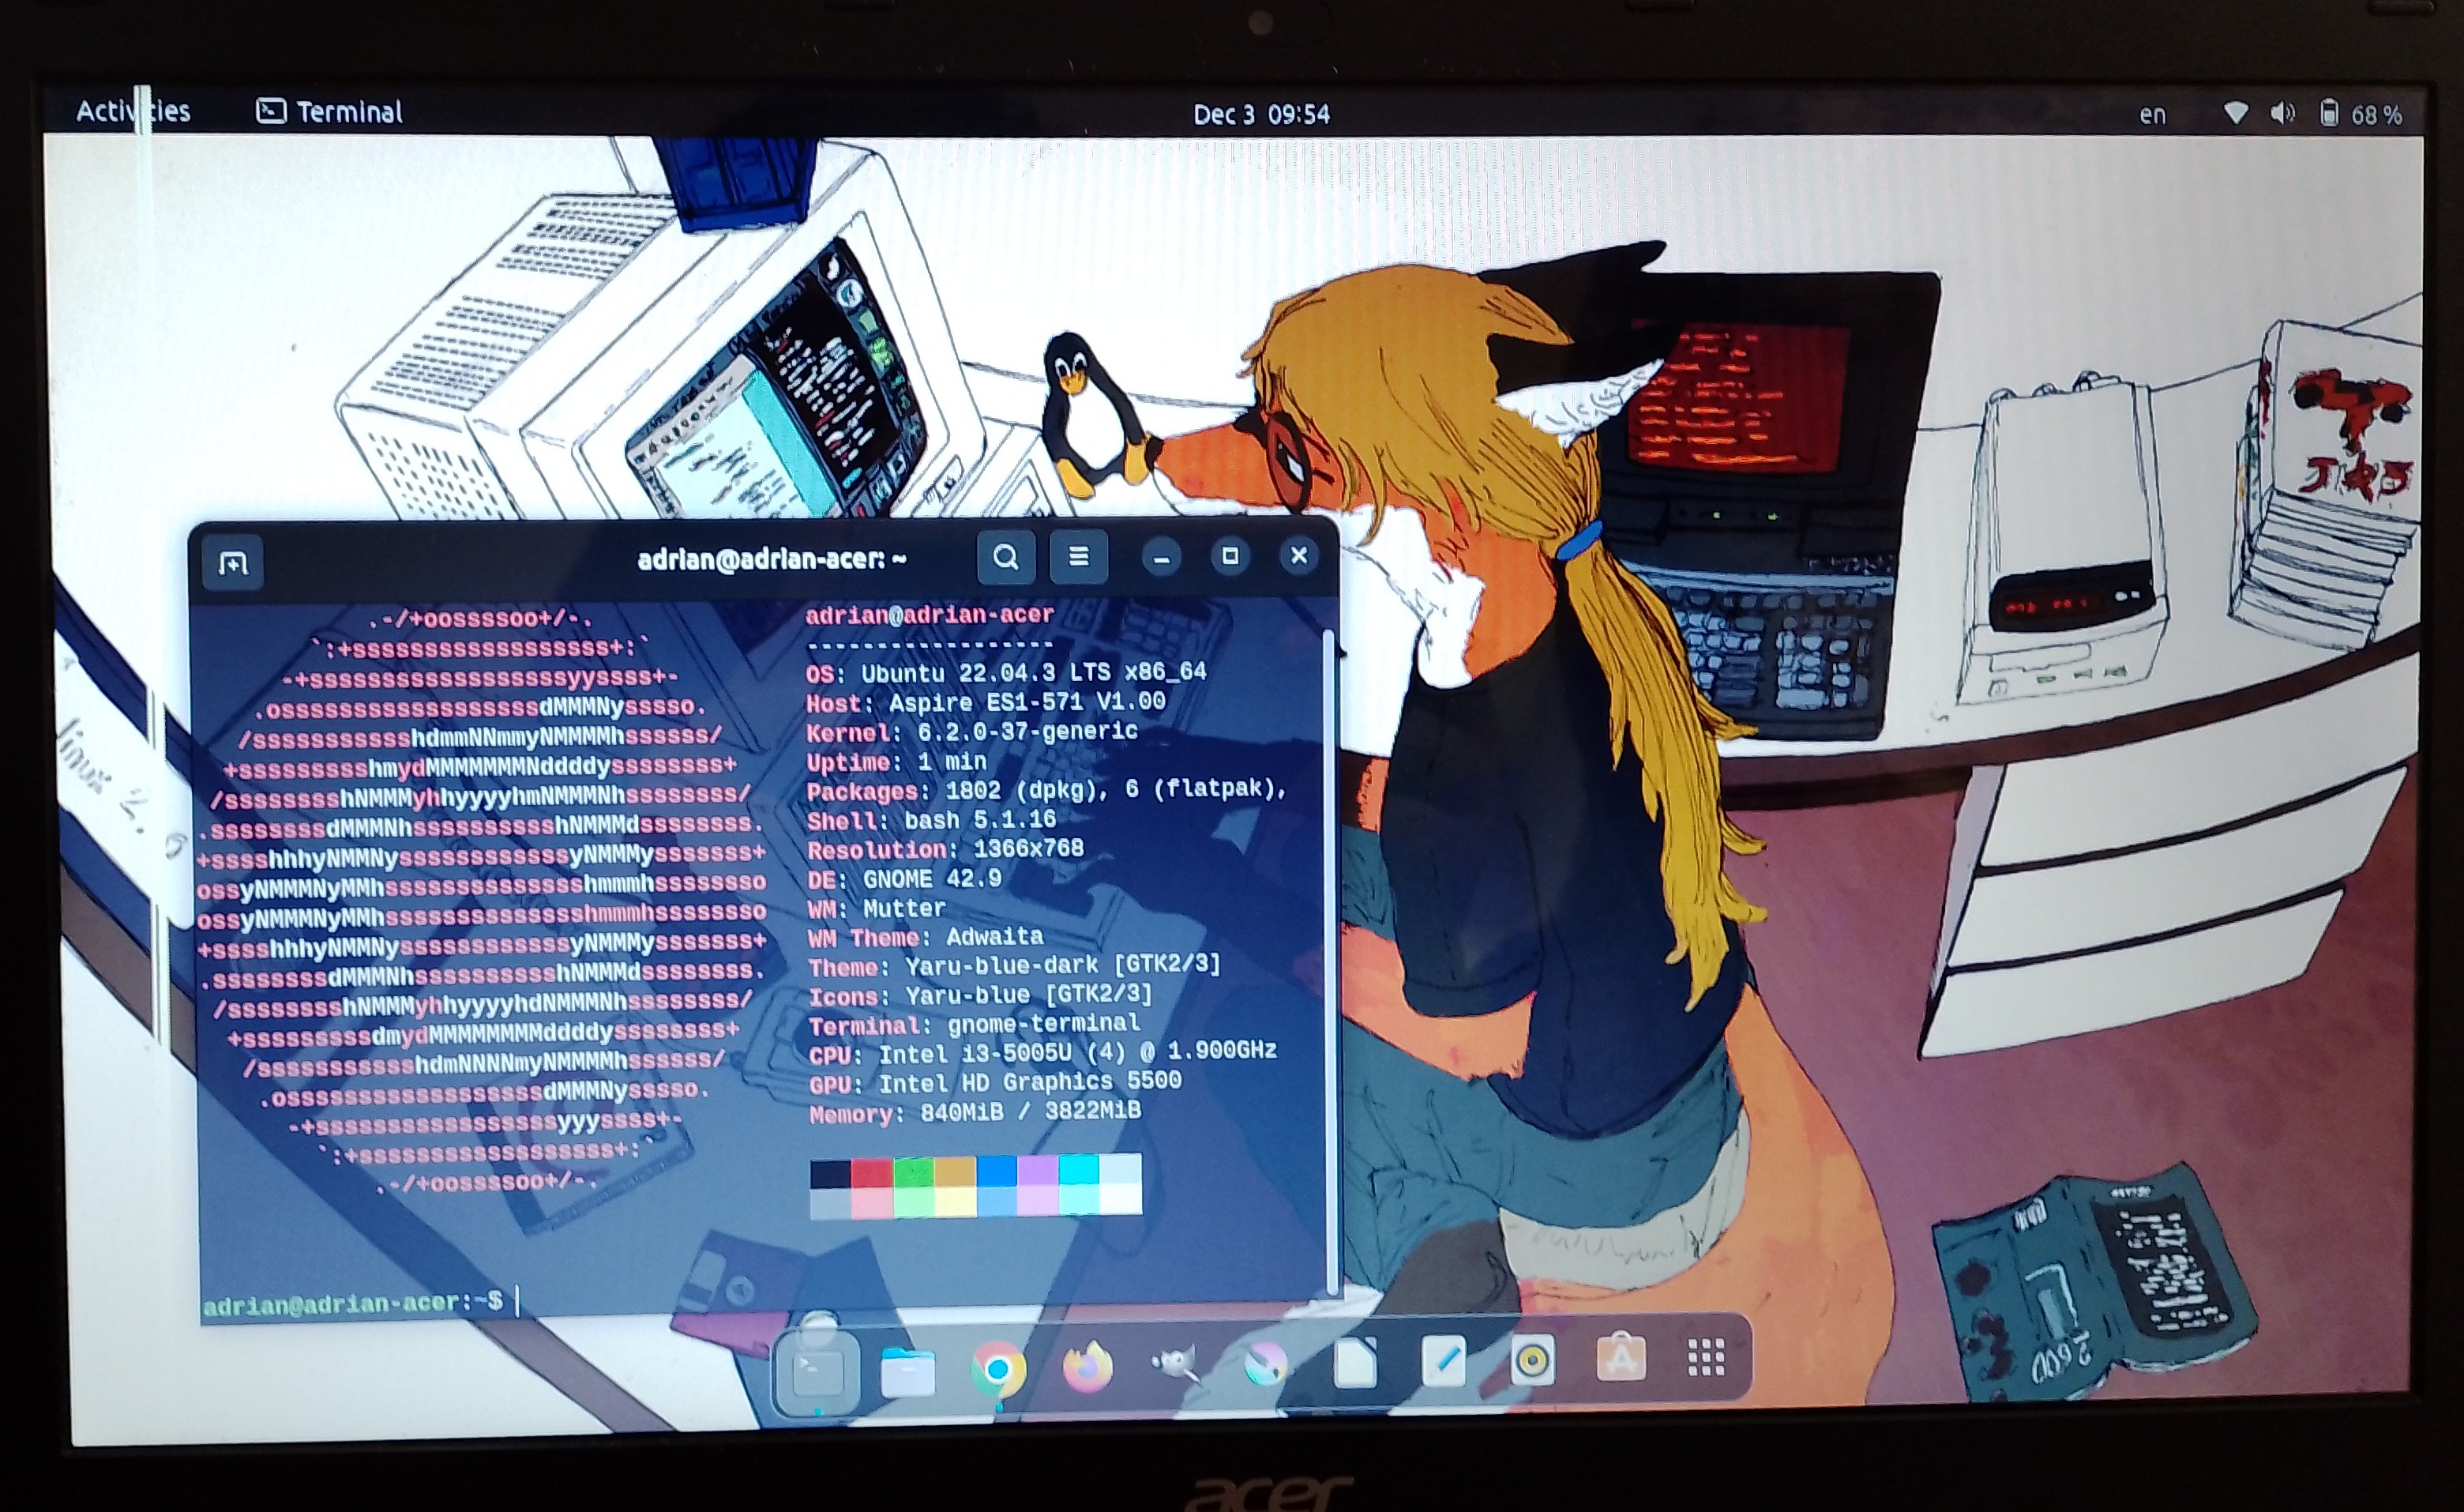 Activities
Terminal
Dec 3 09:54
en
68 %
adrian@adrian-acer: ~
.-/+oossssoo+/-.
`:+ssssssssssssssssss+:`
-+ssssssssssssssssssyyssss+-
.ossssssssssssssssssdMMMNysssso.
/ssssssssssshdmmNNmmyNMMMMhssssss/
+ssssssssshmydMMMMMMMNddddyssssssss+
/sssssssshNMMMyhhyyyyhmNMMMNhssssssss/
.ssssssssdMMMNhsssssssssshNMMMdssssssss.
+sssshhhyNMMNyssssssssssssyNMMMysssssss+
ossyNMMMNyMMhsssssssssssssshmmmhssssssso
ossyNMMMNyMMhsssssssssssssshmmmhssssssso
+sssshhhyNMMNyssssssssssssyNMMMysssssss+
.ssssssssdMMMNhsssssssssshNMMMdssssssss.
/sssssssshNMMMyhhyyyyhdNMMMNhssssssss/
+sssssssssdmydMMMMMMMMddddyssssssss+
/ssssssssssshdmNNNNmyNMMMMhssssss/
.ossssssssssssssssssdMMMNysssso.
-+sssssssssssssssssyyyssss+-
`:+ssssssssssssssssss+:`
.-/+oossssoo+/-.
adrian@adrian-acer
------------------
OS: Ubuntu 22.04.3 LTS x86_64
Host: Aspire ES1-571 V1.00
Kernel: 6.2.0-37-generic
Uptime: 1 min
Packages: 1802 (dpkg), 6 (flatpak),
Shell: bash 5.1.16
Resolution: 1366x768
DE: GNOME 42.9
WM: Mutter
WM Theme: Adwaita
Theme: Yaru-blue-dark [GTK2/3]
Icons: Yaru-blue [GTK2/3]
Terminal: gnome-terminal
CPU: Intel i3-5005U (4) @ 1.900GHz
GPU: Intel HD Graphics 5500
Memory: 840MiB / 3822MiB
adrian@adrian-acer:~$
linux 2.
2600
acer